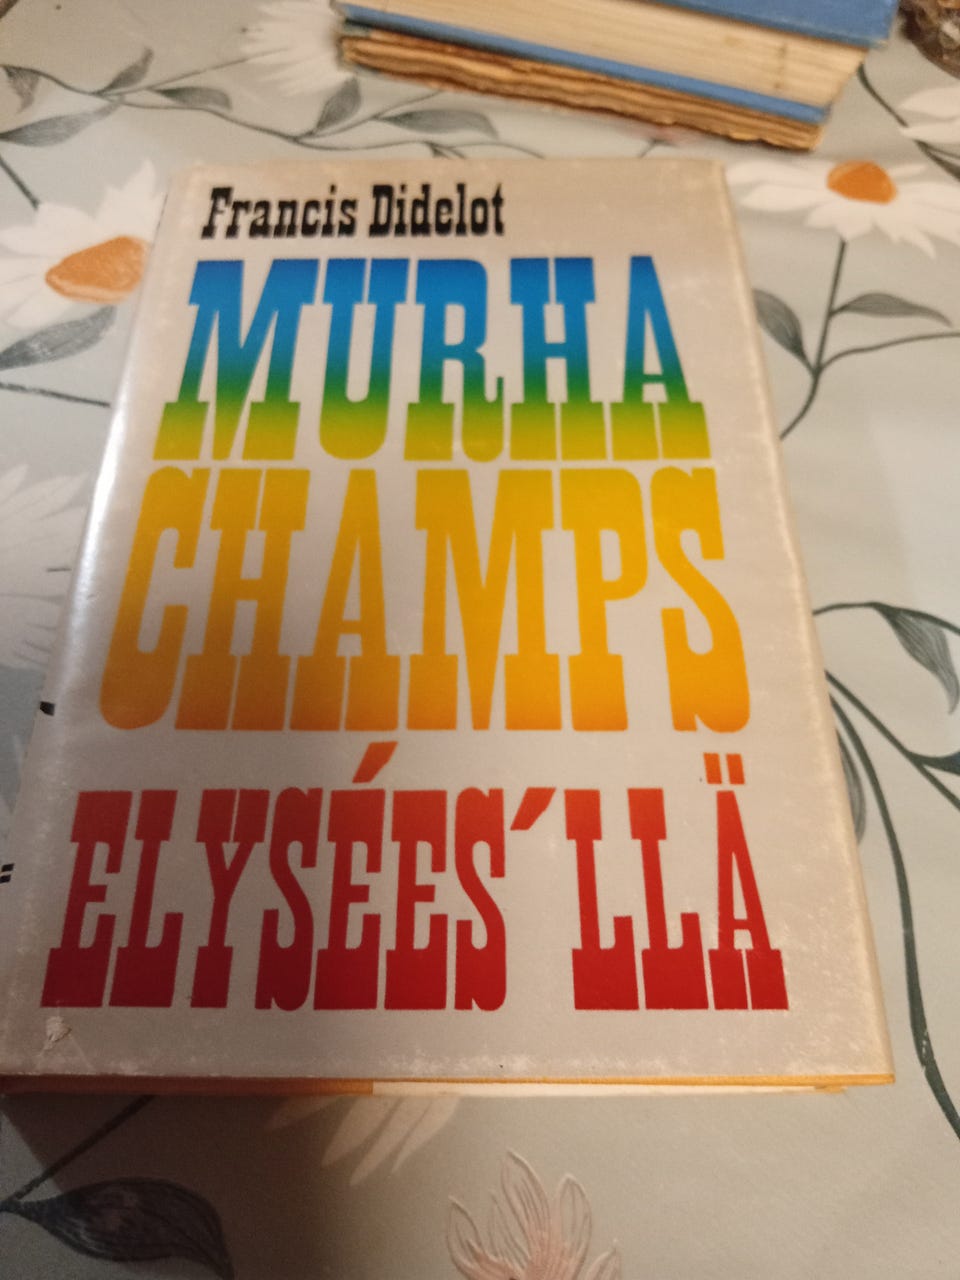 Francis Didelot
MURHA
CHAMPS
ELYSÉES´LLÄ